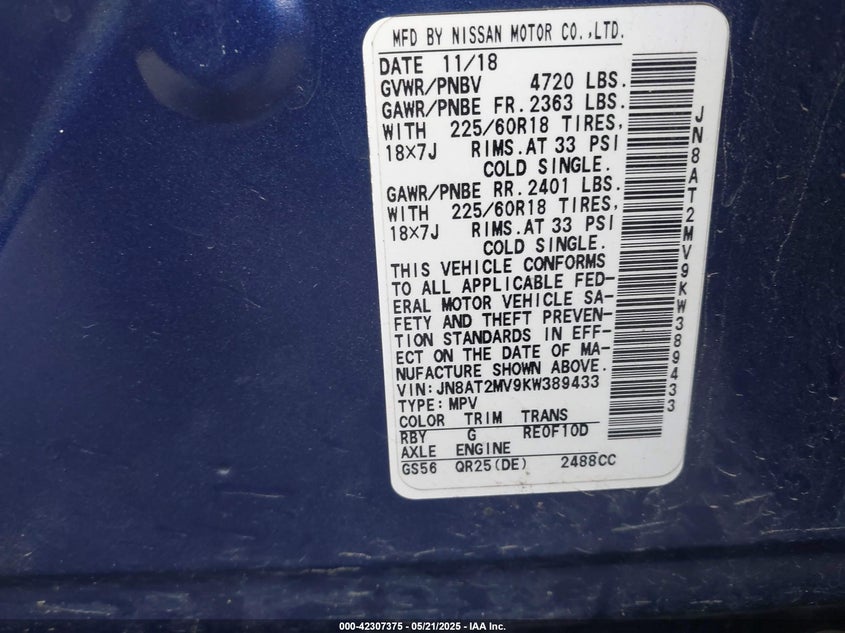 MFD BY NISSAN MOTOR CO.,LTD.
DATE 11/18
GVWR/PNBV 4720 LBS.
GAWR/PNBE FR. 2363 LBS.
WITH 225/60R18 TIRES,
18×7J RIMS.AT 33 PSI
COLD SINGLE.
GAWR/PNBE RR. 2401 LBS.
WITH 225/60R18 TIRES,
18×7J RIMS.AT 33 PSI
COLD SINGLE.
THIS VEHICLE CONFORMS
TO ALL APPLICABLE FED-
ERAL MOTOR VEHICLE SA-
FETY AND THEFT PREVEN-
TION STANDARDS IN EFF-
ECT ON THE DATE OF MA-
NUFACTURE SHOWN ABOVE.
VIN:JN8AT2MV9KW389433
TYPE:MPV
COLOR TRIM TRANS
RBY G RE0F10D
AXLE ENGINE
GS56 QR25(DE) 2488CC
JN8AT2MV9KW389433
000-42307375 - 05/21/2025 - IAA Inc.